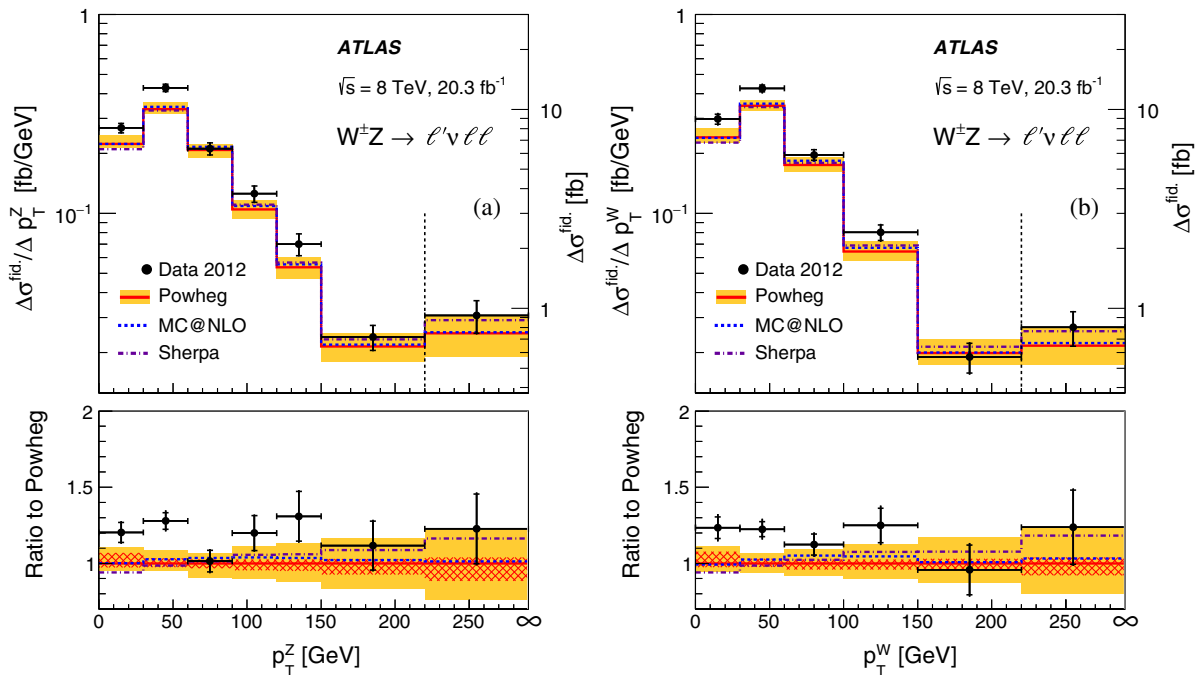 1
10⁻¹
Δσ^fid./Δ p_T^Z [fb/GeV]
ATLAS
√s = 8 TeV, 20.3 fb⁻¹
W±Z → ℓ′ν ℓℓ
(a)
Data 2012
Powheg
MC@NLO
Sherpa
10
1
Δσ^fid. [fb]
2
1.5
1
Ratio to Powheg
0 50 100 150 200 250 ∞
p_T^Z [GeV]
1
10⁻¹
Δσ^fid./Δ p_T^W [fb/GeV]
ATLAS
√s = 8 TeV, 20.3 fb⁻¹
W±Z → ℓ′ν ℓℓ
(b)
Data 2012
Powheg
MC@NLO
Sherpa
10
1
Δσ^fid. [fb]
2
1.5
1
Ratio to Powheg
0 50 100 150 200 250 ∞
p_T^W [GeV]